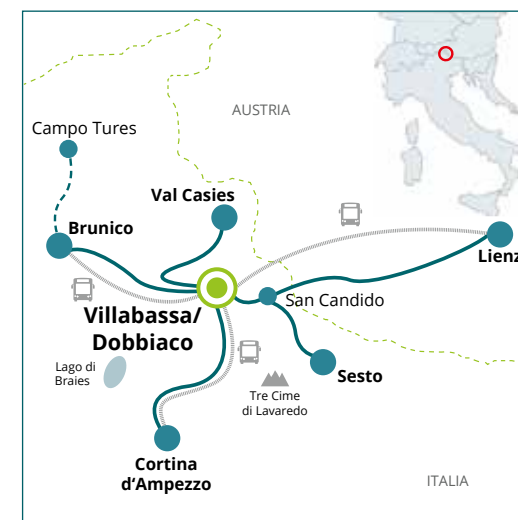 AUSTRIA
Campo Tures
Val Casies
Brunico
Lienz
San Candido
Villabassa/
Dobbiaco
Lago di
Braies
Sesto
Tre Cime
di Lavaredo
Cortina
d‘Ampezzo
ITALIA